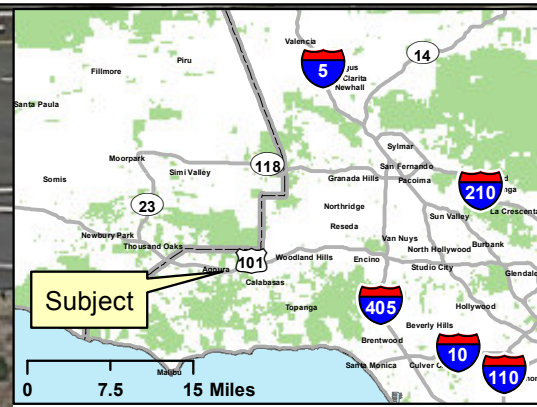 Valencia
14
Piru
5
Fillmore
Clarita
Newhall
Santa Paula
Sylmar
Moorpark
118
San Fernando
Simi Valley
Granada Hills
Pacoima
210
Somis
23
Northridge
Sun Valley
La Crescenta
Reseda
Newbury Park
Van Nuys
Burbank
Thousand Oaks
North Hollywood
101
Woodland Hills
Encino
Studio City
Agoura
Glendale
Calabasas
Subject
Topanga
405
Hollywood
Beverly Hills
Brentwood
10
Malibu
Santa Monica
Culver C
110
0 7.5 15 Miles